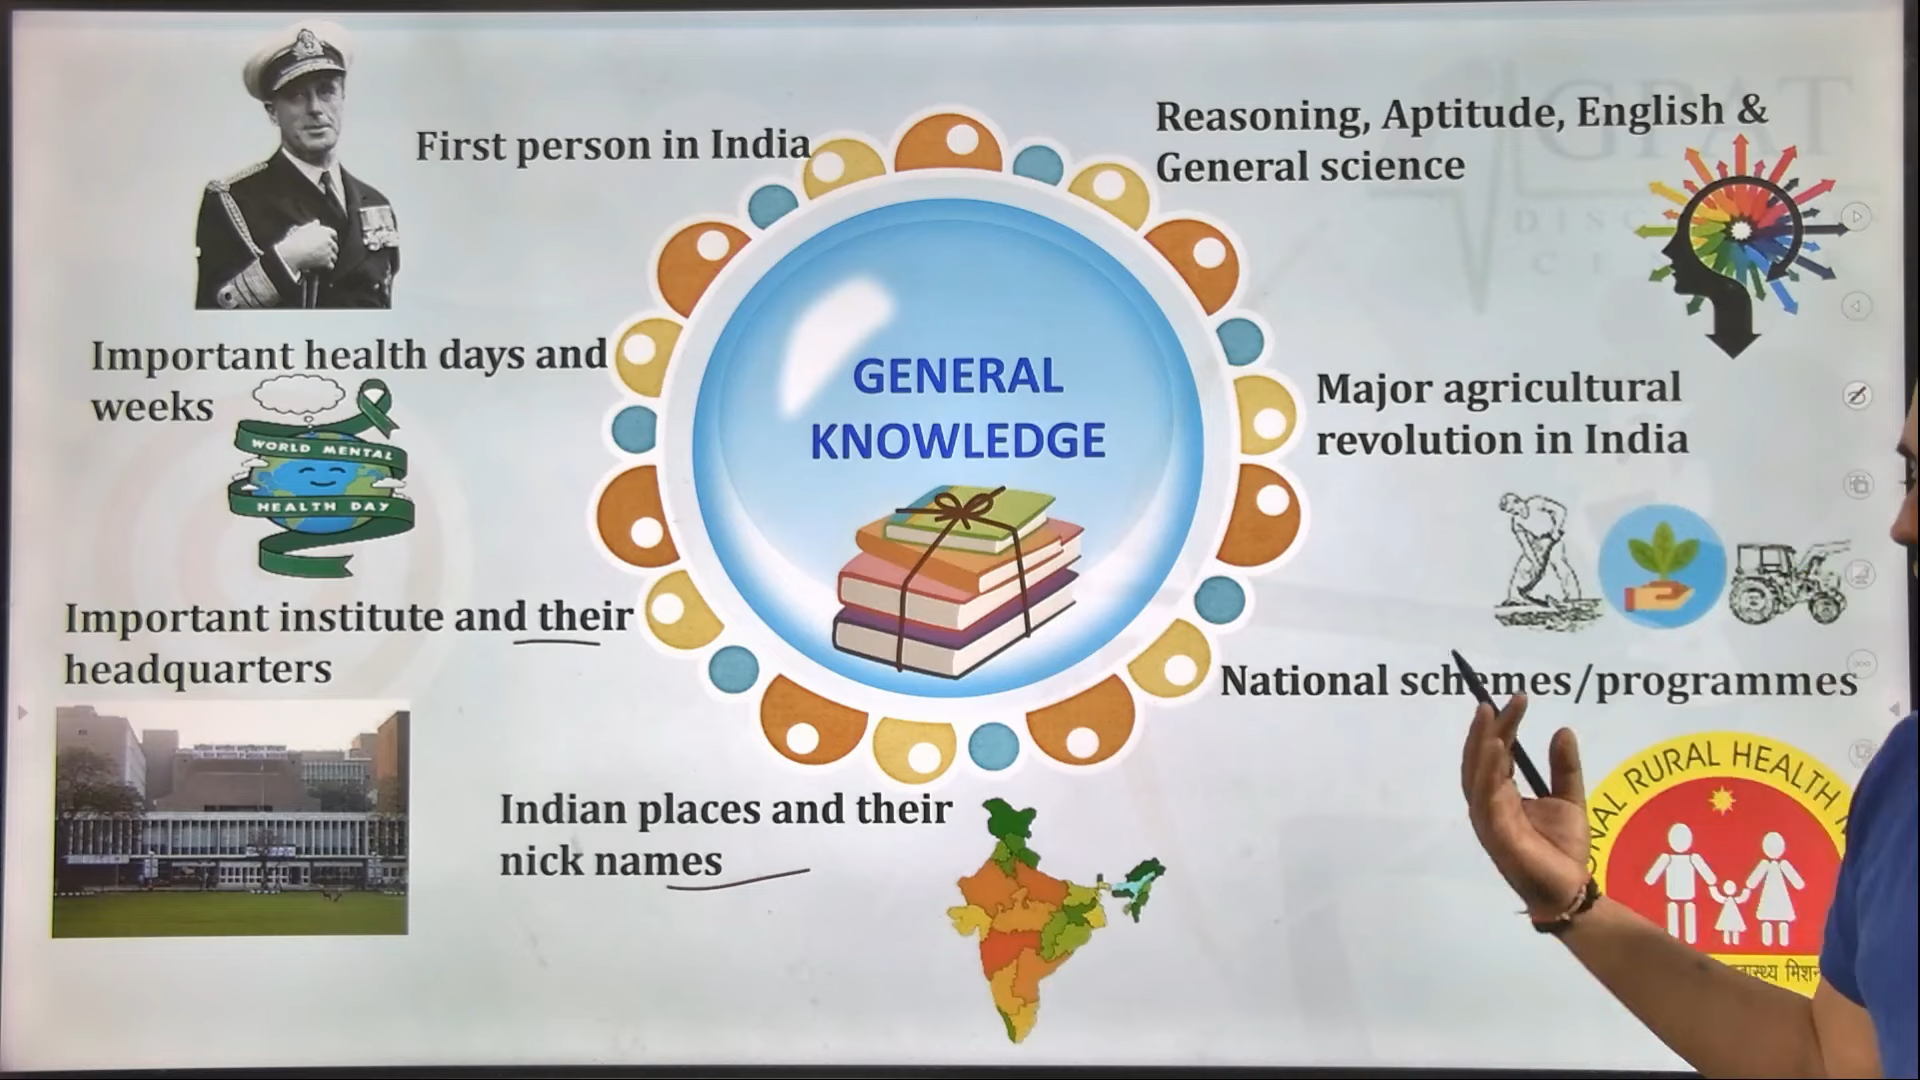 First person in India
Reasoning, Aptitude, English &
General science
GPAT
Important health days and
weeks
WORLD MENTAL
HEALTH DAY
GENERAL
KNOWLEDGE
Major agricultural
revolution in India
Important institute and their
headquarters
National schemes/programmes
RURAL HEALTH
Indian places and their
nick names